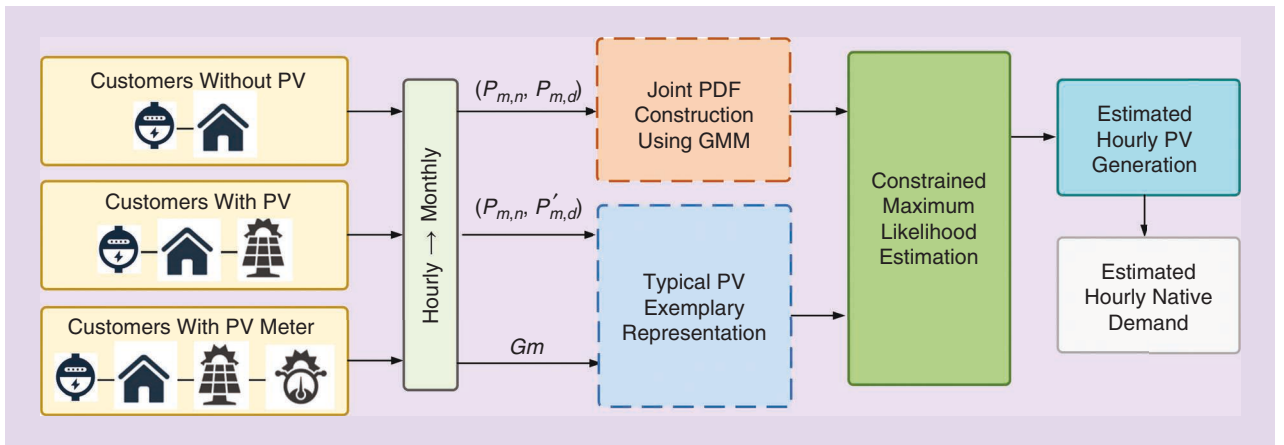 Customers Without PV
Customers With PV
Customers With PV Meter
Hourly → Monthly
(Pm,n, Pm,d)
(Pm,n, P′m,d)
Gm
Joint PDF
Construction
Using GMM
Typical PV
Exemplary
Representation
Constrained
Maximum
Likelihood
Estimation
Estimated
Hourly PV
Generation
Estimated
Hourly Native
Demand